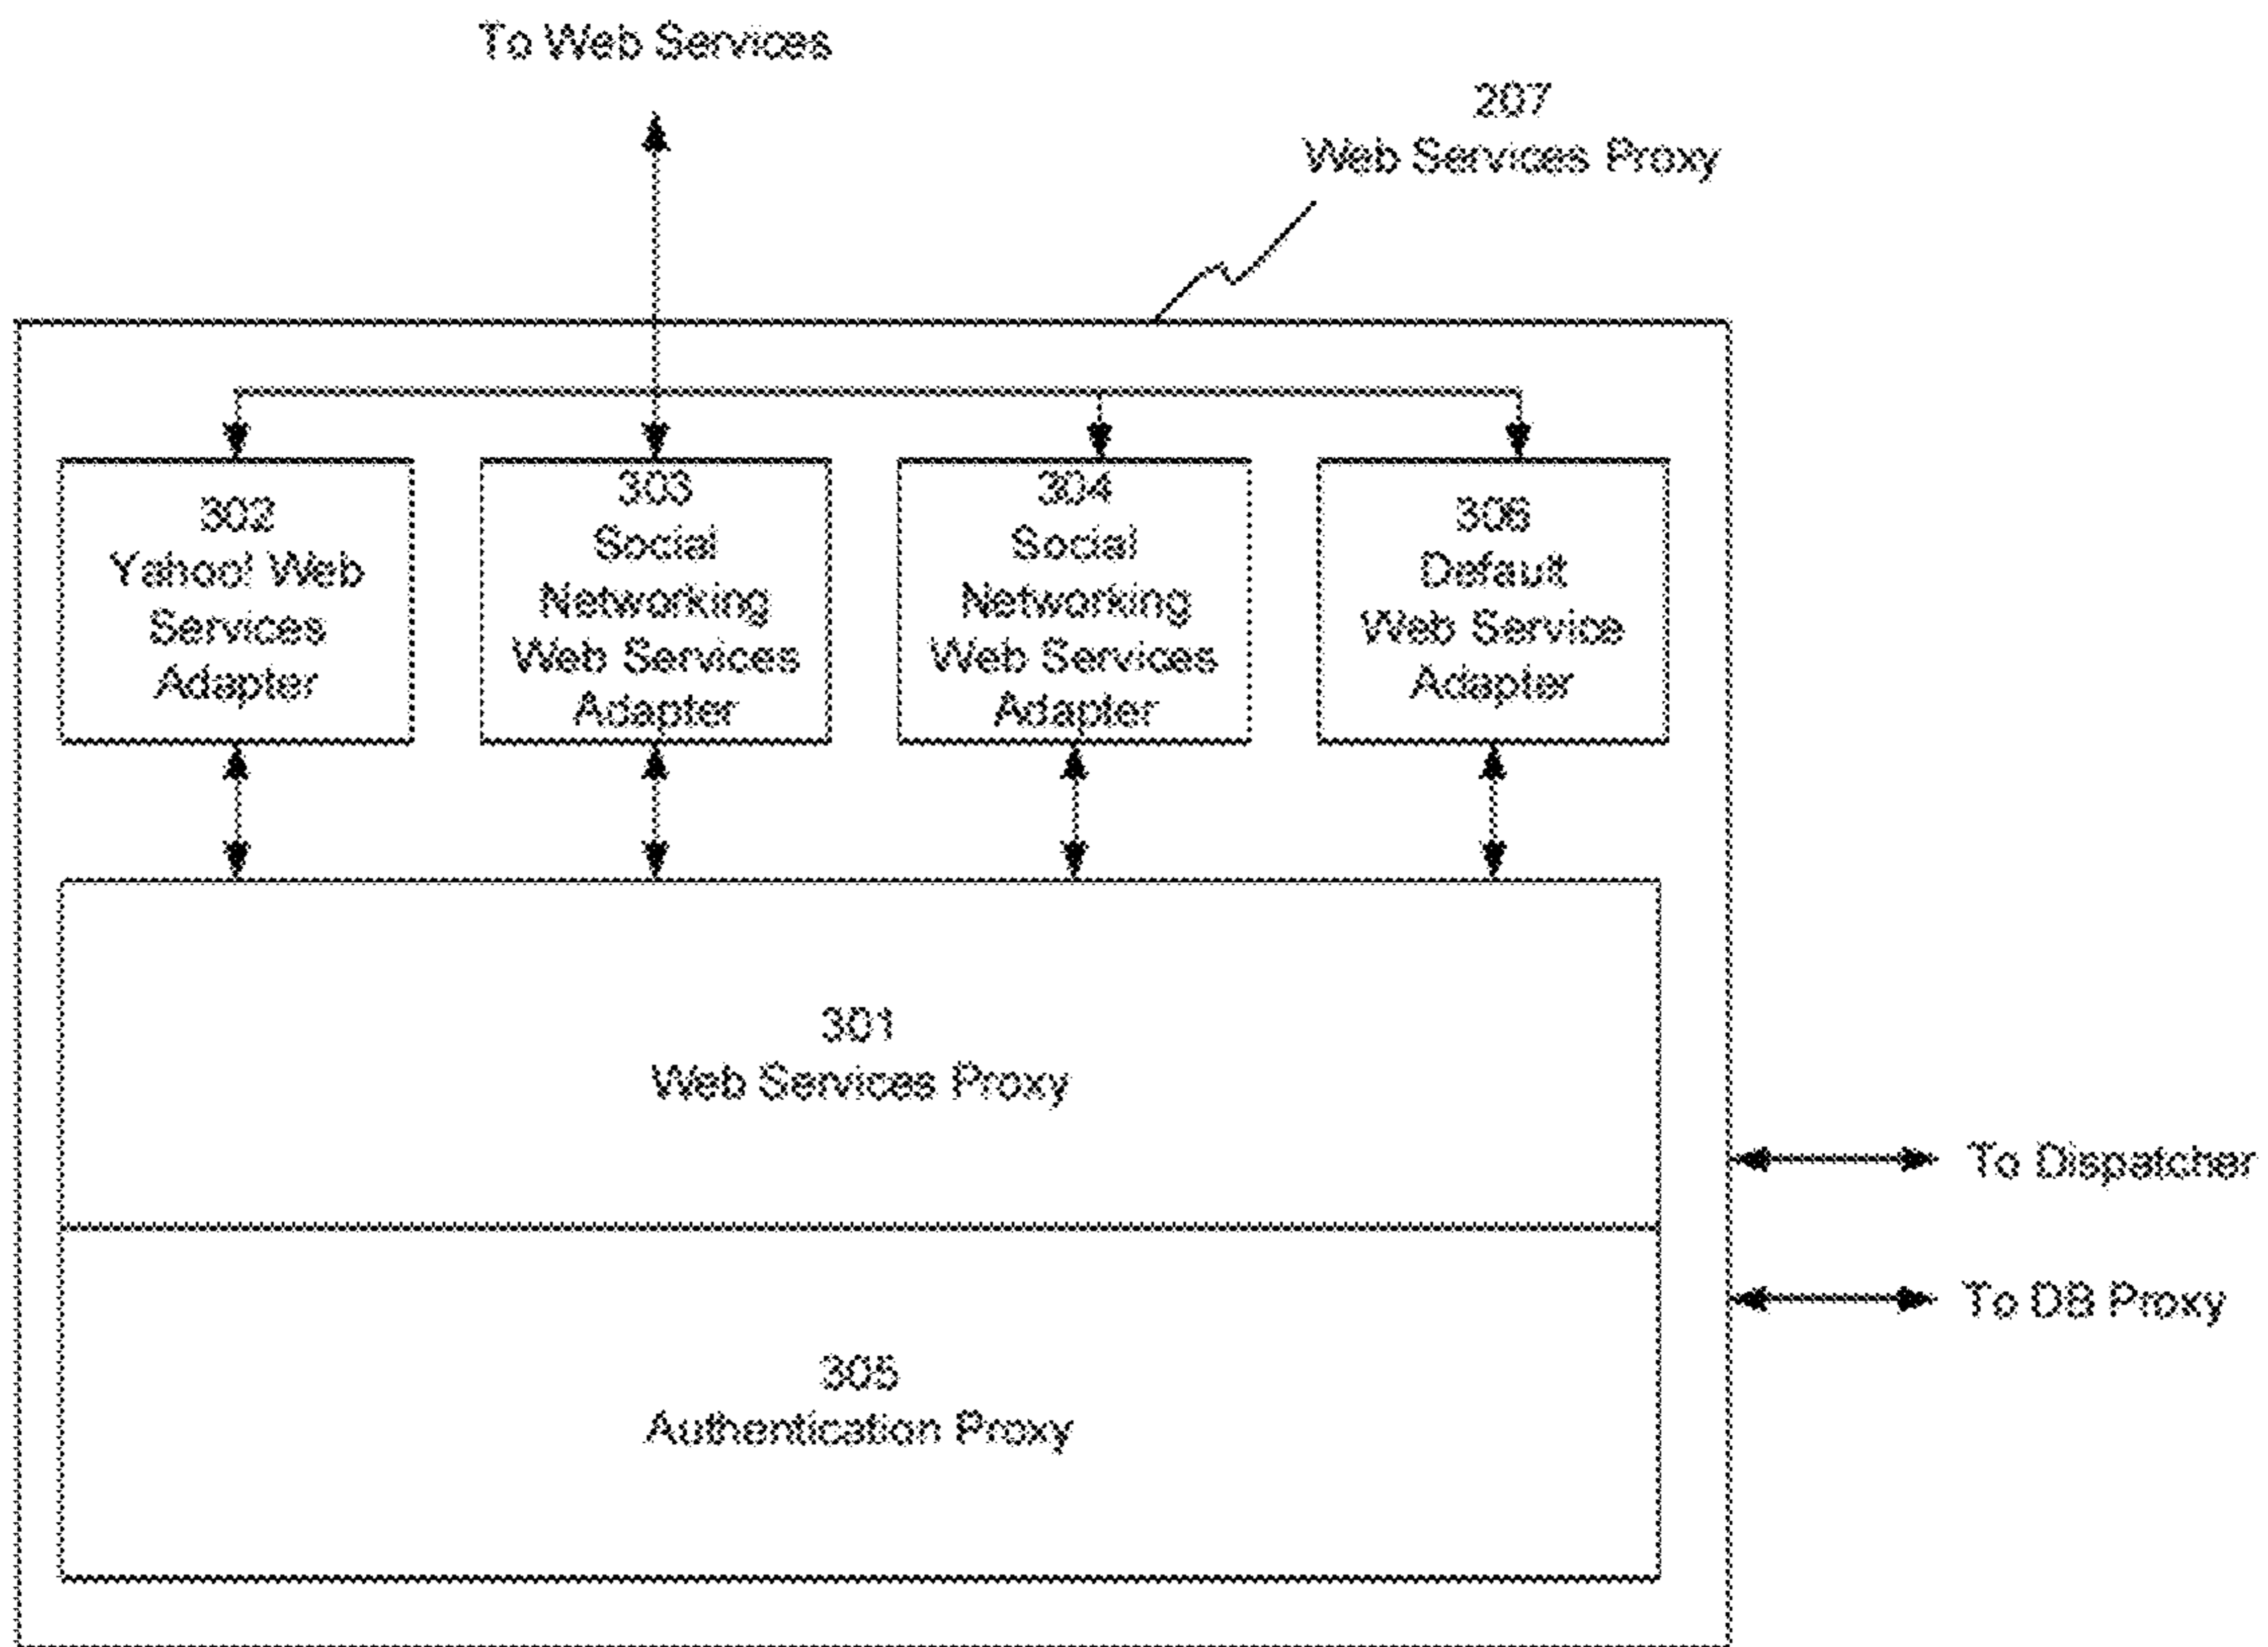 To Web Services
207
Web Services Proxy
302
Yahoo! Web
Services
Adapter
303
Social
Networking
Web Services
Adapter
304
Social
Networking
Web Services
Adapter
306
Default
Web Service
Adapter
301
Web Services Proxy
To Dispatcher
To DB Proxy
305
Authentication Proxy